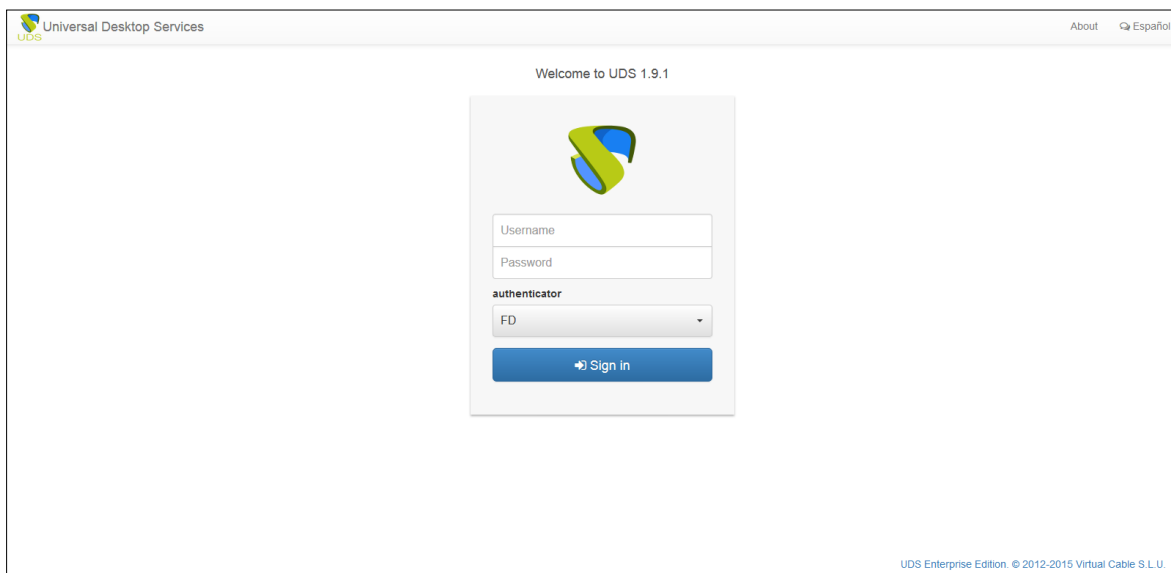 UDS
Universal Desktop Services
About
Español
Welcome to UDS 1.9.1
Username
Password
authenticator
FD
Sign in
UDS Enterprise Edition. © 2012-2015 Virtual Cable S.L.U.